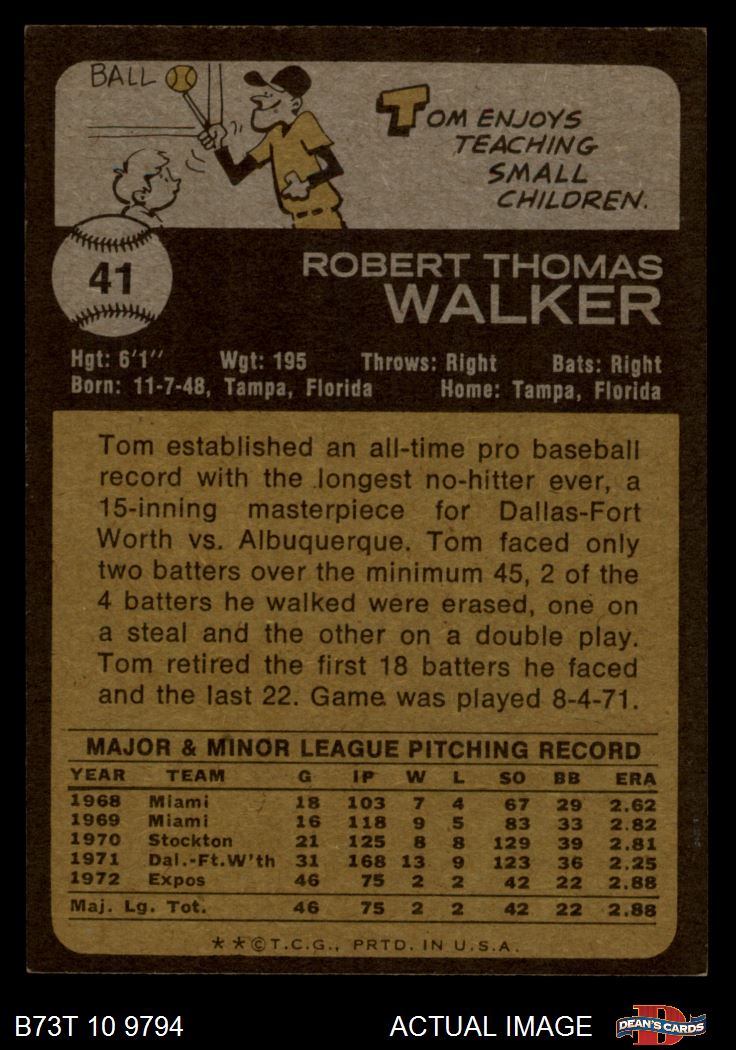 BALL
TOM ENJOYS
TEACHING
SMALL
CHILDREN.
41
ROBERT THOMAS
WALKER
Hgt: 6'1" Wgt: 195 Throws: Right Bats: Right
Born: 11-7-48, Tampa, Florida Home: Tampa, Florida
Tom established an all-time pro baseball
record with the longest no-hitter ever, a
15-inning masterpiece for Dallas-Fort
Worth vs. Albuquerque. Tom faced only
two batters over the minimum 45, 2 of the
4 batters he walked were erased, one on
a steal and the other on a double play.
Tom retired the first 18 batters he faced
and the last 22. Game was played 8-4-71.
MAJOR & MINOR LEAGUE PITCHING RECORD
YEAR TEAM G IP W L SO BB ERA
1968 Miami 18 103 7 4 67 29 2.62
1969 Miami 16 118 9 5 83 33 2.82
1970 Stockton 21 125 8 8 129 39 2.81
1971 Dal.-Ft.W'th 31 168 13 9 123 36 2.25
1972 Expos 46 75 2 2 42 22 2.88
Maj. Lg. Tot. 46 75 2 2 42 22 2.88
**©T.C.G., PRTD. IN U.S.A.
B73T 10 9794 ACTUAL IMAGE D DEAN'S CARDS